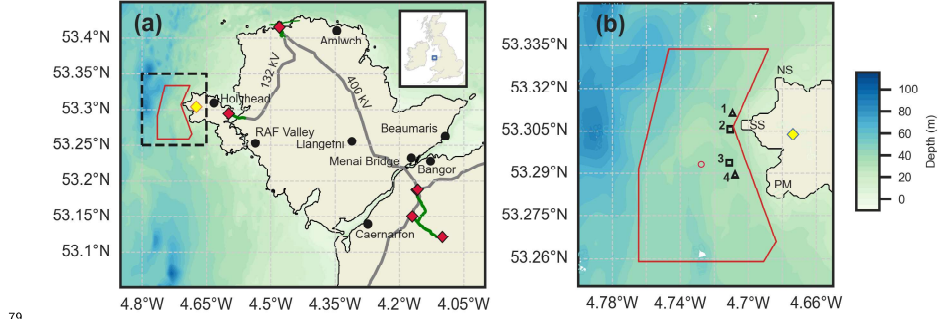 (a)
53.4°N
53.35°N
53.3°N
53.25°N
53.2°N
53.15°N
53.1°N
4.8°W
4.65°W
4.5°W
4.35°W
4.2°W
4.05°W
Amlwch
132 kV
400 kV
Holyhead
RAF Valley
Llangefni
Beaumaris
Menai Bridge
Bangor
Caernarfon
(b)
53.335°N
53.32°N
53.305°N
53.29°N
53.275°N
53.26°N
4.78°W
4.74°W
4.7°W
4.66°W
NS
1
2
SS
3
4
PM
100
80
60
40
20
0
Depth (m)
79